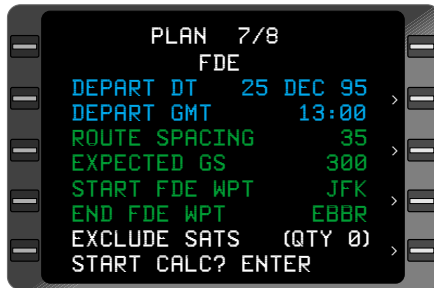 PLAN 7/8
FDE
DEPART DT 25 DEC 95
DEPART GMT 13:00 >
ROUTE SPACING 35
EXPECTED GS 300 >
START FDE WPT JFK
END FDE WPT EBBR >
EXCLUDE SATS (QTY 0)
START CALC? ENTER >